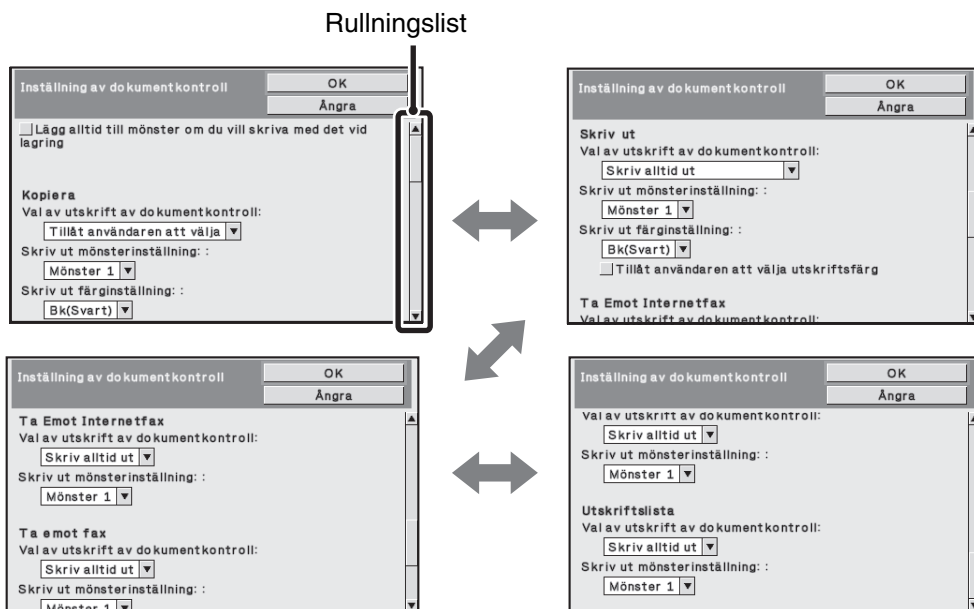 Rullningslist
Inställning av dokumentkontroll
OK
Ångra
Lägg alltid till mönster om du vill skriva med det vid
lagring
Kopiera
Val av utskrift av dokumentkontroll:
Tillåt användaren att välja
Skriv ut mönsterinställning: :
Mönster 1
Skriv ut färginställning: :
Bk(Svart)
Inställning av dokumentkontroll
OK
Ångra
Skriv ut
Val av utskrift av dokumentkontroll:
Skriv alltid ut
Skriv ut mönsterinställning: :
Mönster 1
Skriv ut färginställning: :
Bk(Svart)
Tillåt användaren att välja utskriftsfärg
Ta Emot Internetfax
Val av utskrift av dokumentkontroll:
Inställning av dokumentkontroll
OK
Ångra
Ta Emot Internetfax
Val av utskrift av dokumentkontroll:
Skriv alltid ut
Skriv ut mönsterinställning: :
Mönster 1
Ta emot fax
Val av utskrift av dokumentkontroll:
Skriv alltid ut
Skriv ut mönsterinställning: :
Mönster 1
Inställning av dokumentkontroll
OK
Ångra
Val av utskrift av dokumentkontroll:
Skriv alltid ut
Skriv ut mönsterinställning: :
Mönster 1
Utskriftslista
Val av utskrift av dokumentkontroll:
Skriv alltid ut
Skriv ut mönsterinställning: :
Mönster 1